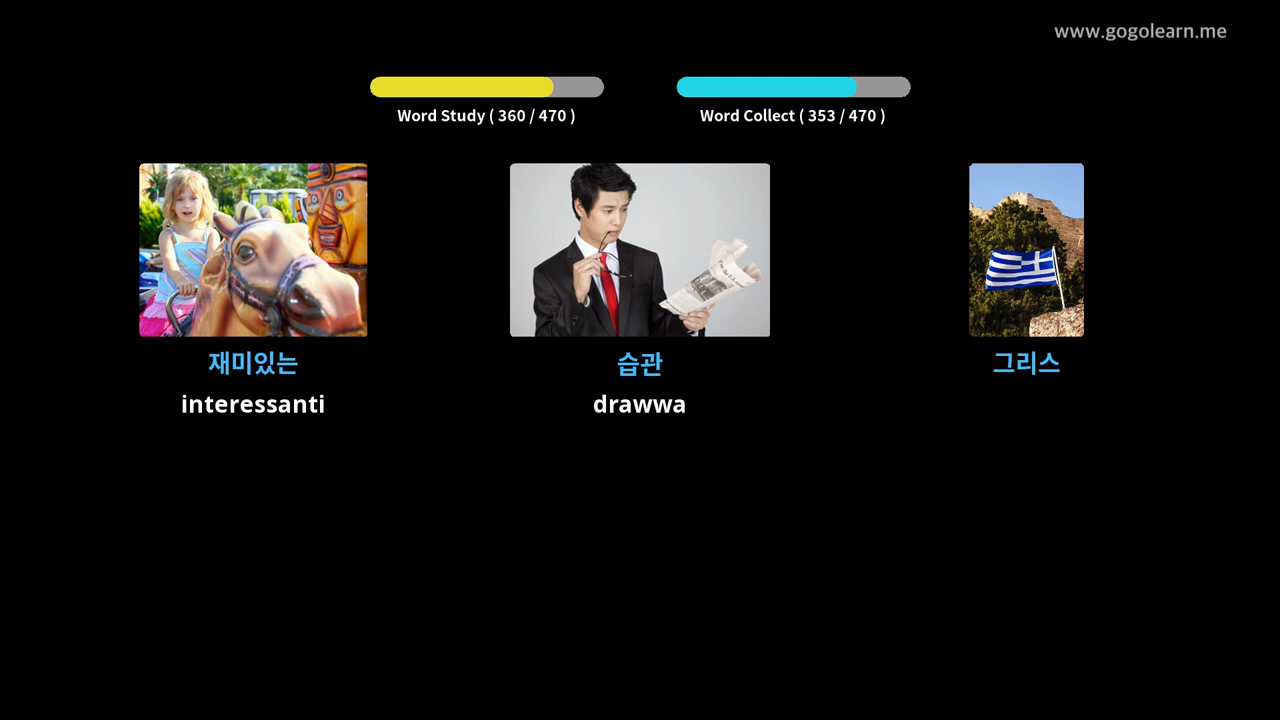 www.gogolearn.me
Word Study ( 360 / 470 )
Word Collect ( 353 / 470 )
재미있는
습관
그리스
interessanti
drawwa